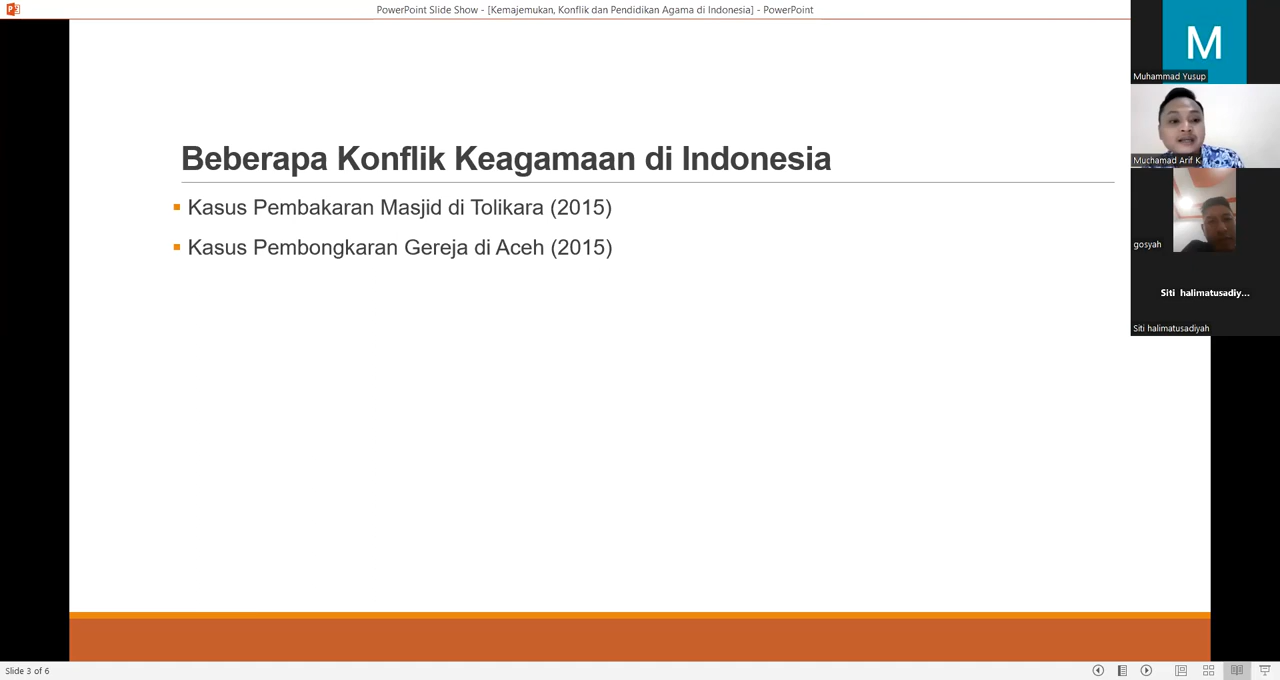 PowerPoint Slide Show - [Kemajemukan, Konflik dan Pendidikan Agama di Indonesia] - PowerPoint
M
Muhammad Yusup
Muchamad Arif K
gosyah
Siti halimatusadiy...
Siti halimatusadiyah
Beberapa Konflik Keagamaan di Indonesia
Kasus Pembakaran Masjid di Tolikara (2015)
Kasus Pembongkaran Gereja di Aceh (2015)
Slide 3 of 6